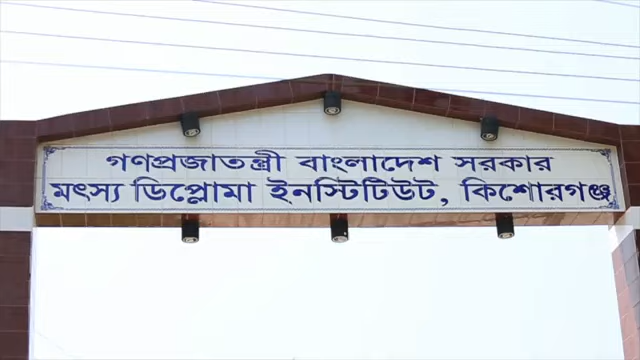 গণপ্রজাতন্ত্রী বাংলাদেশ সরকার
মৎস্য ডিপ্লোমা ইনস্টিটিউট, কিশোরগঞ্জ